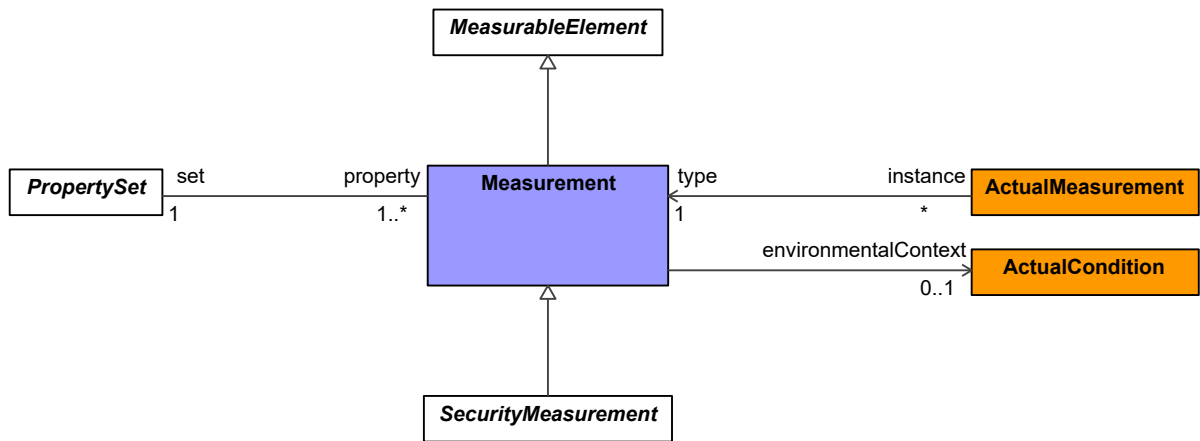 MeasurableElement
set
property
Measurement
type
instance
PropertySet
ActualMeasurement
1
1..*
1
*
environmentalContext
ActualCondition
0..1
SecurityMeasurement